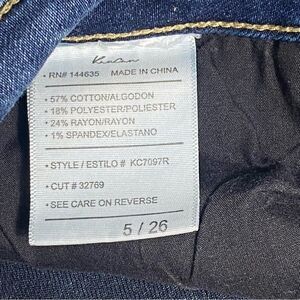 KanCan
• RN# 144635 MADE IN CHINA
• 57% COTTON/ALGODON
• 18% POLYESTER/POLIESTER
• 24% RAYON/RAYON
• 1% SPANDEX/ELASTANO
• STYLE / ESTILO # KC7097R
• CUT # 32769
• SEE CARE ON REVERSE
5 / 26